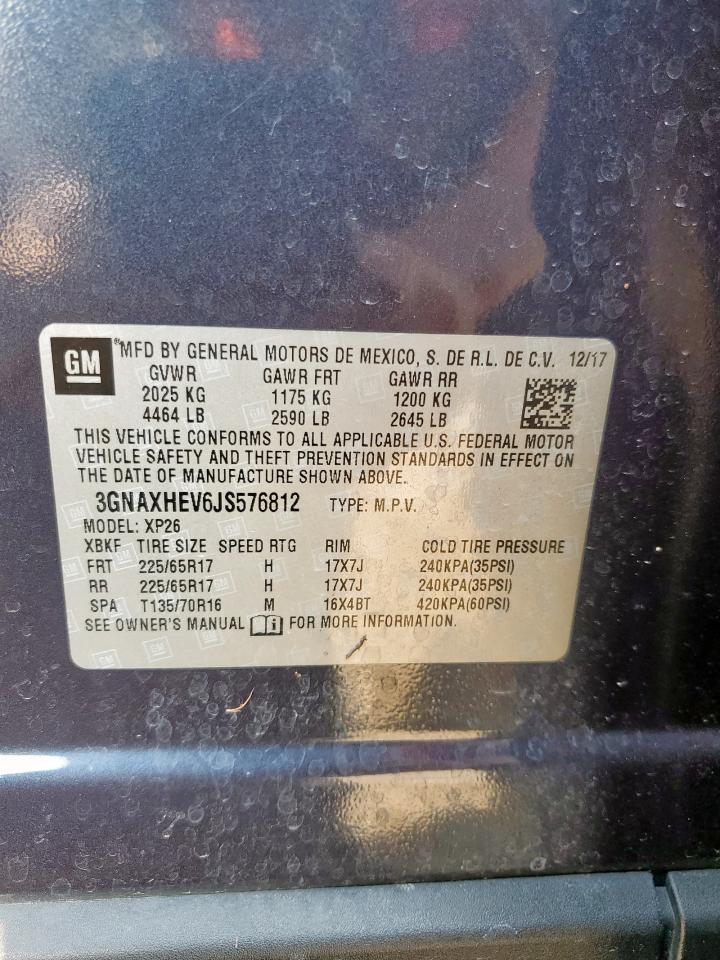 GM ® MFD BY GENERAL MOTORS DE MEXICO, S. DE R.L. DE C.V. 12/17
GVWR GAWR FRT GAWR RR
2025 KG 1175 KG 1200 KG
4464 LB 2590 LB 2645 LB
THIS VEHICLE CONFORMS TO ALL APPLICABLE U.S. FEDERAL MOTOR
VEHICLE SAFETY AND THEFT PREVENTION STANDARDS IN EFFECT ON
THE DATE OF MANUFACTURE SHOWN ABOVE.
3GNAXHEV6JS576812 TYPE: M.P.V.
MODEL: XP26
XBKF TIRE SIZE SPEED RTG RIM COLD TIRE PRESSURE
FRT 225/65R17 H 17X7J 240KPA(35PSI)
RR 225/65R17 H 17X7J 240KPA(35PSI)
SPA T135/70R16 M 16X4BT 420KPA(60PSI)
SEE OWNER'S MANUAL FOR MORE INFORMATION.